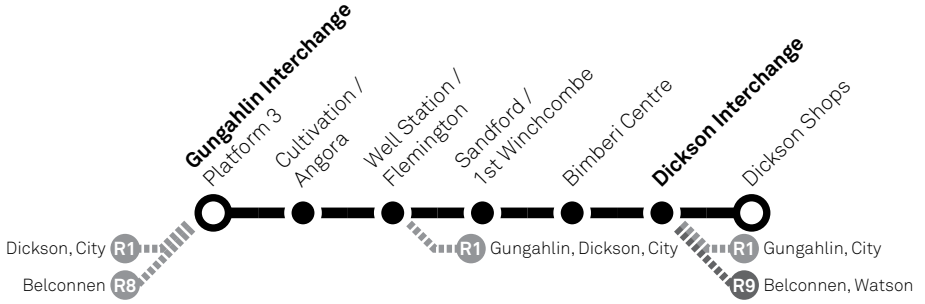 Gungahlin Interchange
Platform 3
Cultivation /
Angora
Well Station /
Flemington
Sandford /
1st Winchcombe
Bimberi Centre
Dickson Interchange
Dickson Shops
Dickson, City R1
Belconnen R8
R1 Gungahlin, Dickson, City
R1 Gungahlin, City
R9 Belconnen, Watson